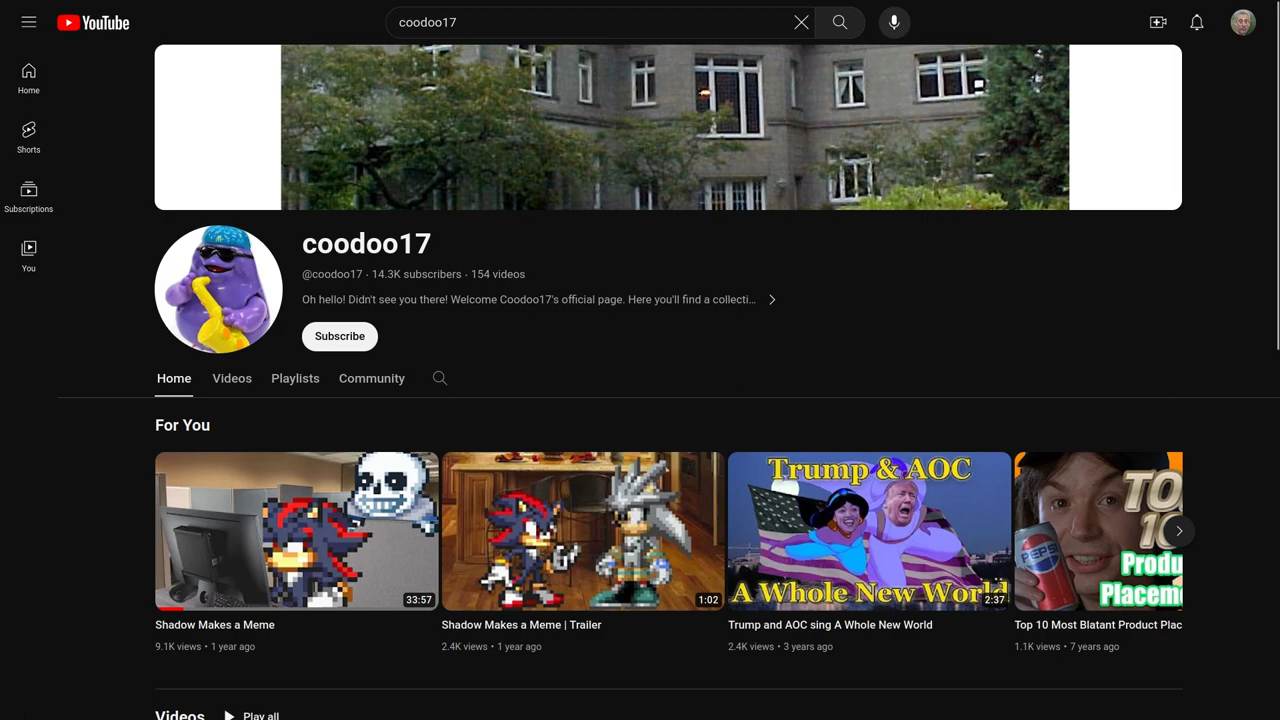 YouTube
coodoo17
Home
Shorts
Subscriptions
You
coodoo17
@coodoo17 · 14.3K subscribers · 154 videos
Oh hello! Didn't see you there! Welcome Coodoo17's official page. Here you'll find a collecti...
Subscribe
Home Videos Playlists Community
For You
33:57
Shadow Makes a Meme
9.1K views • 1 year ago
1:02
Shadow Makes a Meme | Trailer
2.4K views • 1 year ago
Trump & AOC
A Whole New World
2:37
Trump and AOC sing A Whole New World
2.4K views • 3 years ago
PEPSI
TO
10
Produ
Placem
Top 10 Most Blatant Product Plac
1.1K views • 7 years ago
Videos Play all